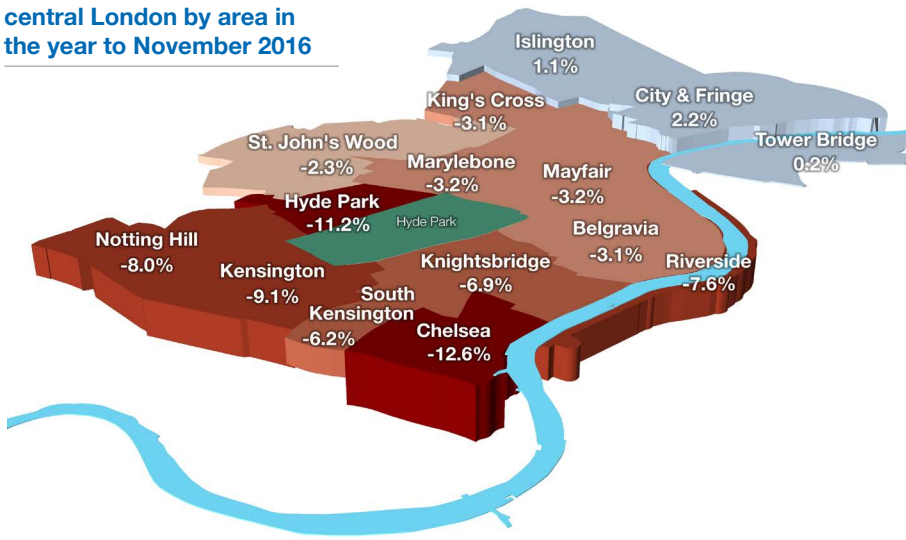 central London by area in
the year to November 2016
Islington
1.1%
City & Fringe
2.2%
Tower Bridge
0.2%
King's Cross
-3.1%
St. John's Wood
-2.3%
Marylebone
-3.2%
Mayfair
-3.2%
Hyde Park
-11.2%
Hyde Park
Belgravia
-3.1%
Notting Hill
-8.0%
Kensington
-9.1%
Knightsbridge
-6.9%
Riverside
-7.6%
South
Kensington
-6.2%
Chelsea
-12.6%